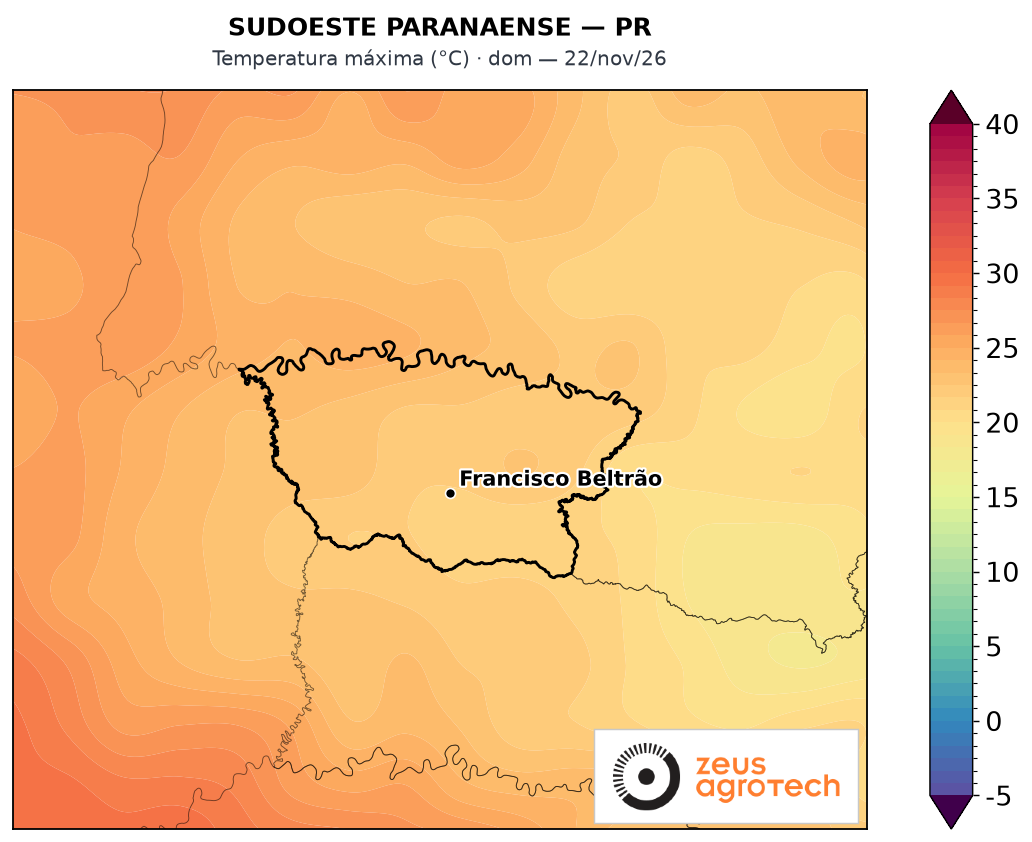 SUDOESTE PARANAENSE — PR
Temperatura máxima (°C) · dom — 22/nov/26
40
35
30
25
20
15
10
5
0
-5
Francisco Beltrão
zeus
agrotech